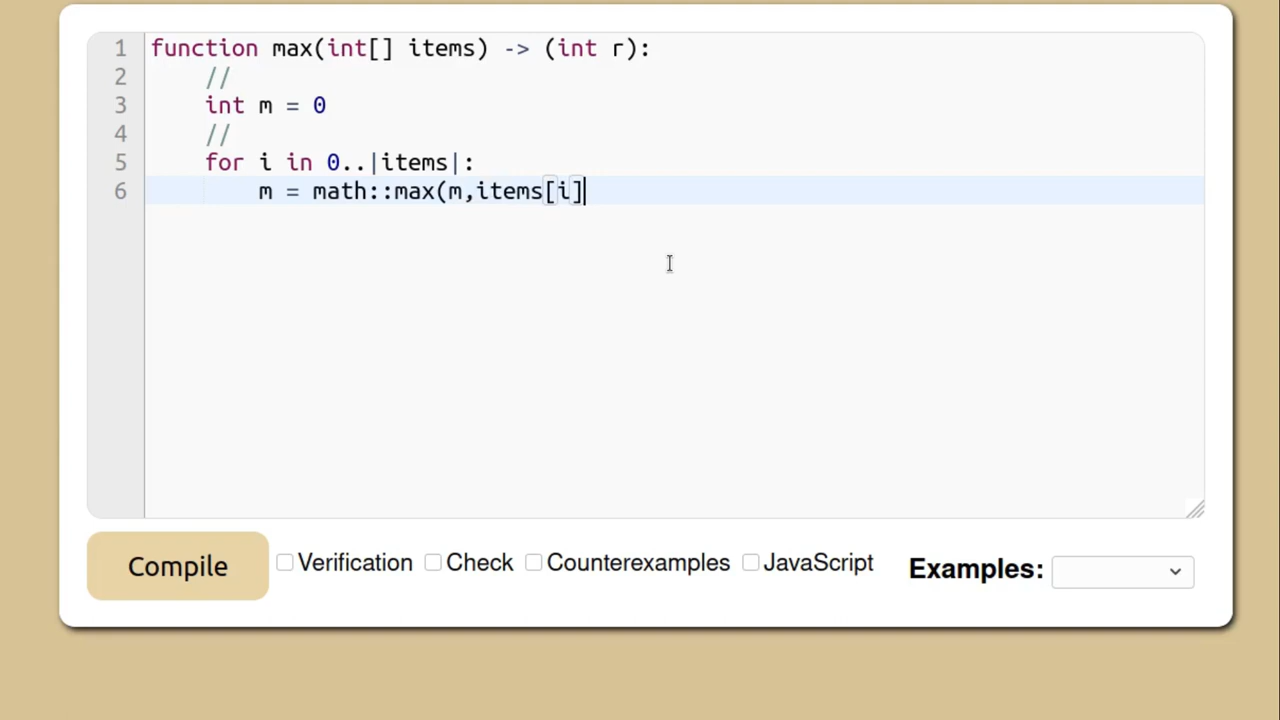 1 function max(int[] items) -> (int r):
2     //
3     int m = 0
4     //
5     for i in 0..|items|:
6         m = math::max(m,items[i]
Compile Verification Check Counterexamples JavaScript Examples: